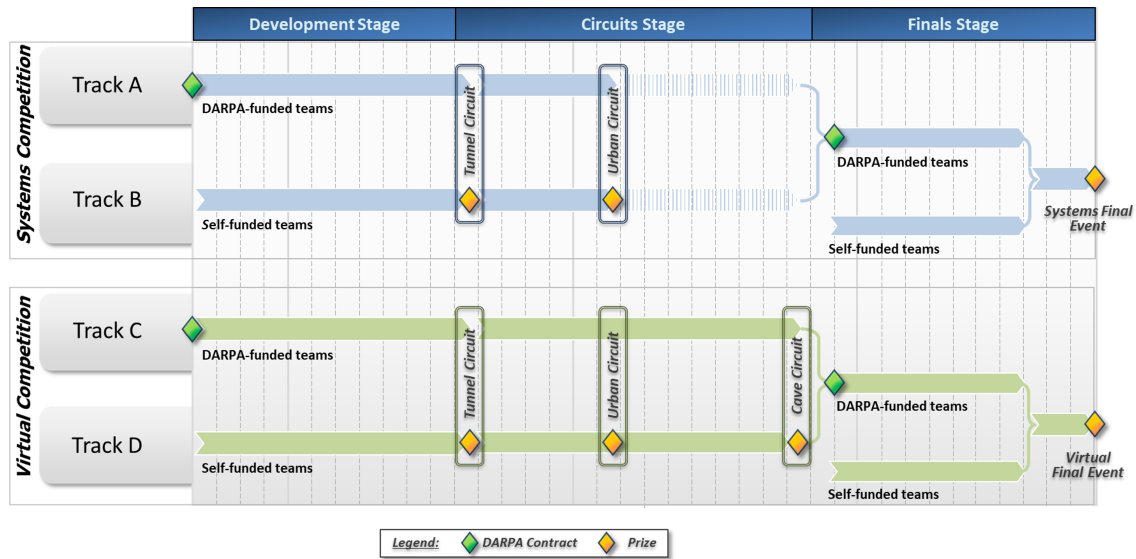 Development Stage
Circuits Stage
Finals Stage
Systems Competition
Track A
DARPA-funded teams
Tunnel Circuit
Urban Circuit
DARPA-funded teams
Track B
Self-funded teams
Systems Final
Event
Self-funded teams
Virtual Competition
Track C
DARPA-funded teams
Tunnel Circuit
Urban Circuit
Cave Circuit
DARPA-funded teams
Track D
Self-funded teams
Virtual
Final Event
Self-funded teams
Legend: DARPA Contract Prize